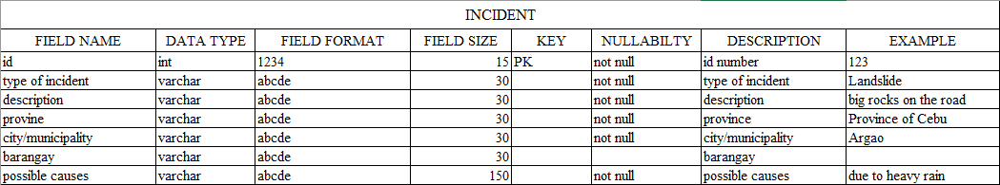 INCIDENT
FIELD NAME DATA TYPE FIELD FORMAT FIELD SIZE KEY NULLABILTY DESCRIPTION EXAMPLE
id int 1234 15 PK not null id number 123
type of incident varchar abcde 30 not null type of incident Landslide
description varchar abcde 30 not null description big rocks on the road
provine varchar abcde 30 not null province Province of Cebu
city/municipality varchar abcde 30 not null city/municipality Argao
barangay varchar abcde 30 barangay
possible causes varchar abcde 150 not null possible causes due to heavy rain